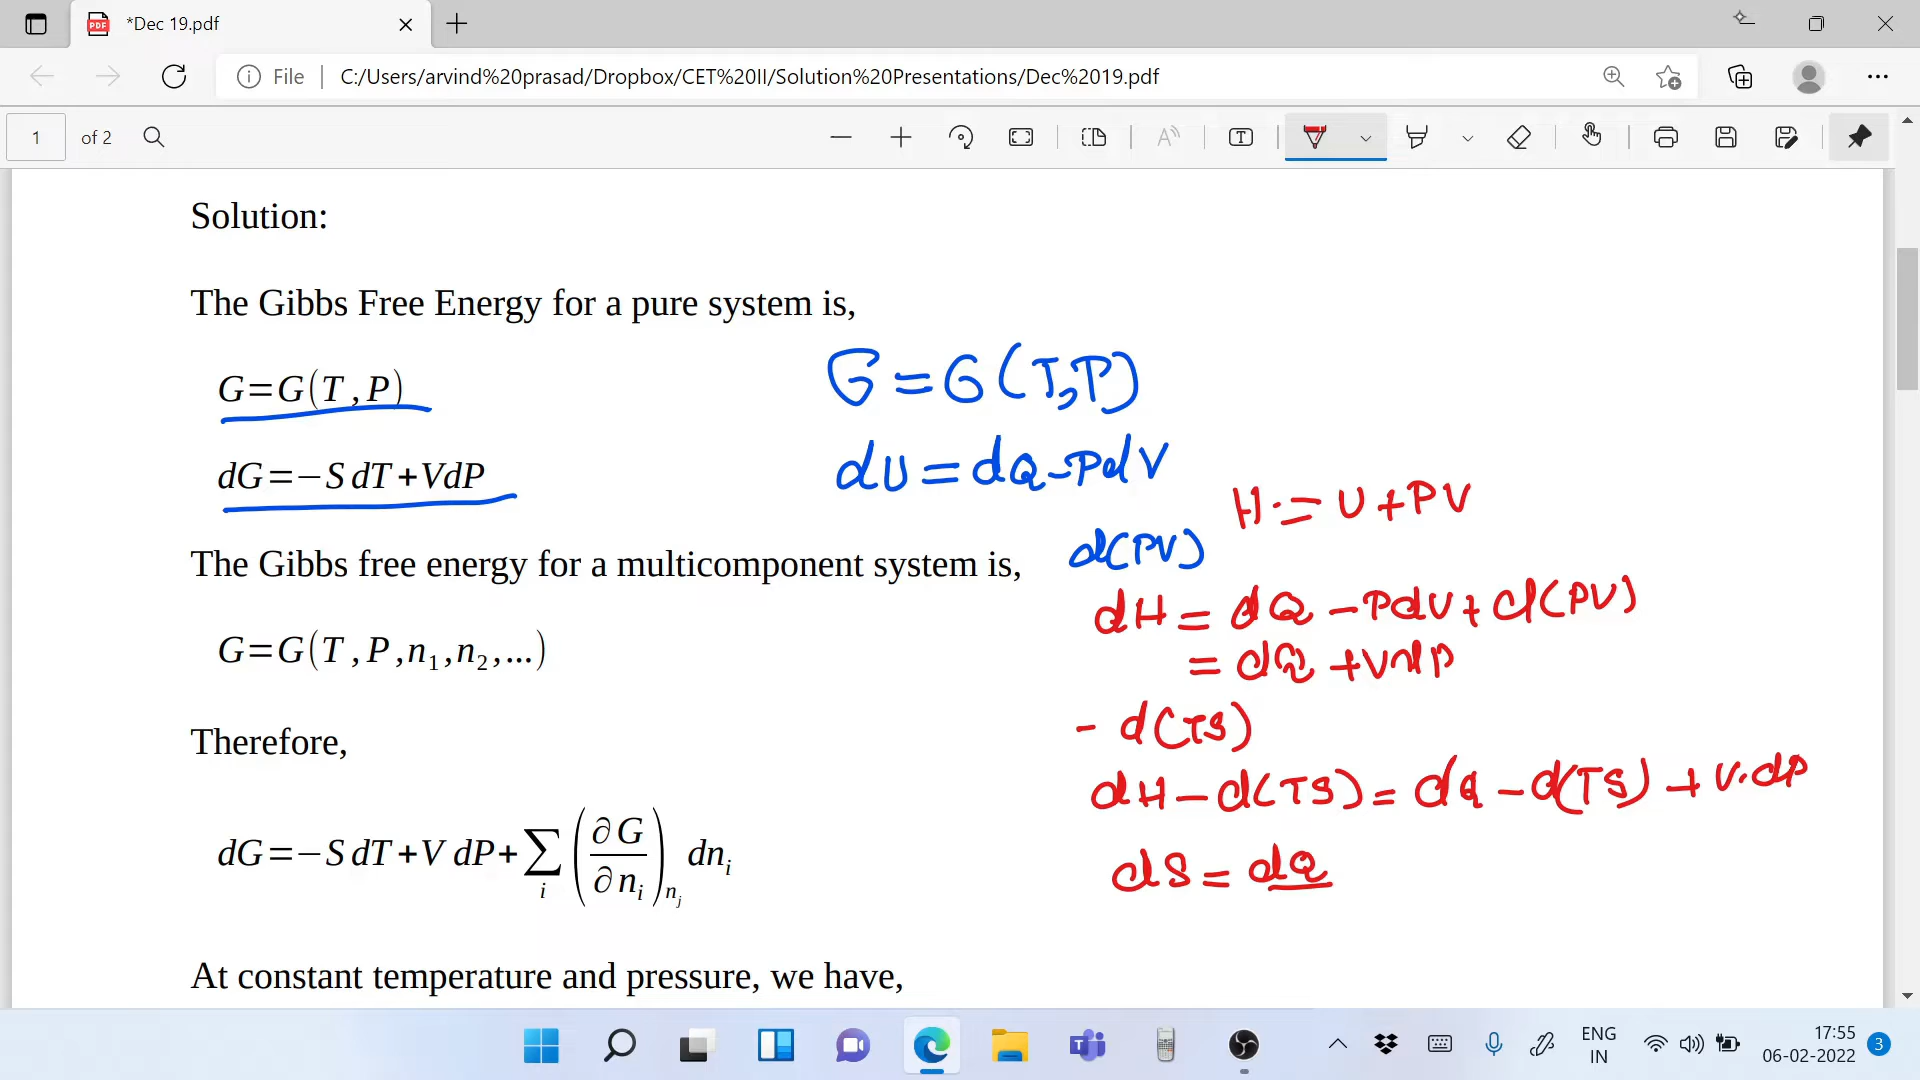 *Dec 19.pdf
File C:/Users/arvind%20prasad/Dropbox/CET%20II/Solution%20Presentations/Dec%2019.pdf
1 of 2
Solution:
The Gibbs Free Energy for a pure system is,
G=G(T ,P)
G = G(T,P)
dG=−S dT+VdP
dU = dQ-PdV
H = U + PV
The Gibbs free energy for a multicomponent system is,
d(PV)
dH = dQ - PdV + d(PV)
G=G(T ,P ,n₁,n₂,...)
= dQ + VdP
Therefore,
- d(TS)
dH - d(TS) = dQ - d(TS) + V.dP
dG=−S dT+V dP+∑ᵢ(∂G/∂nᵢ)ₙⱼ dnᵢ
dS = dQ
At constant temperature and pressure, we have,
ENG
IN
17:55
06-02-2022
3